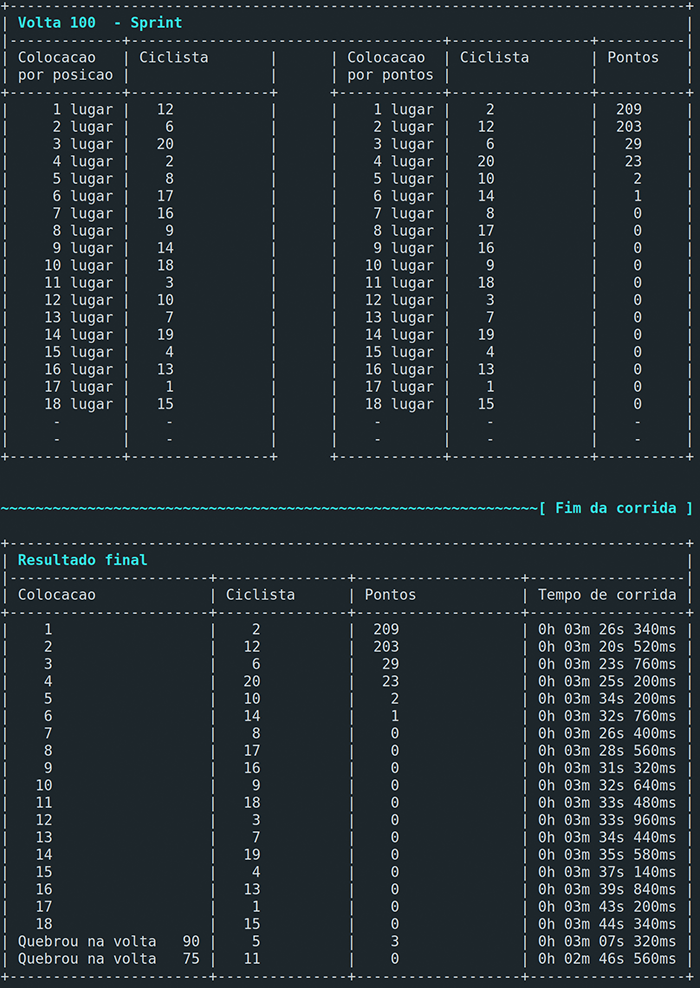 Volta 100 - Sprint
Colocacao | Ciclista | | Colocacao | Ciclista | Pontos
por posicao | | | por pontos | |
1 lugar | 12 | | 1 lugar | 2 | 209
2 lugar | 6 | | 2 lugar | 12 | 203
3 lugar | 20 | | 3 lugar | 6 | 29
4 lugar | 2 | | 4 lugar | 20 | 23
5 lugar | 8 | | 5 lugar | 10 | 2
6 lugar | 17 | | 6 lugar | 14 | 1
7 lugar | 16 | | 7 lugar | 8 | 0
8 lugar | 9 | | 8 lugar | 17 | 0
9 lugar | 14 | | 9 lugar | 16 | 0
10 lugar | 18 | | 10 lugar | 9 | 0
11 lugar | 3 | | 11 lugar | 18 | 0
12 lugar | 10 | | 12 lugar | 3 | 0
13 lugar | 7 | | 13 lugar | 7 | 0
14 lugar | 19 | | 14 lugar | 19 | 0
15 lugar | 4 | | 15 lugar | 4 | 0
16 lugar | 13 | | 16 lugar | 13 | 0
17 lugar | 1 | | 17 lugar | 1 | 0
18 lugar | 15 | | 18 lugar | 15 | 0
- | - | | - | - | -
- | - | | - | - | -
~~~~~~~~~~~~~~~~~~~~~~~~~~~~~~~~~~~~~~~~~~~~~~~~~~~~~~~~~~~~~~[ Fim da corrida ]
Resultado final
Colocacao | Ciclista | Pontos | Tempo de corrida
1 | 2 | 209 | 0h 03m 26s 340ms
2 | 12 | 203 | 0h 03m 20s 520ms
3 | 6 | 29 | 0h 03m 23s 760ms
4 | 20 | 23 | 0h 03m 25s 200ms
5 | 10 | 2 | 0h 03m 34s 200ms
6 | 14 | 1 | 0h 03m 32s 760ms
7 | 8 | 0 | 0h 03m 26s 400ms
8 | 17 | 0 | 0h 03m 28s 560ms
9 | 16 | 0 | 0h 03m 31s 320ms
10 | 9 | 0 | 0h 03m 32s 640ms
11 | 18 | 0 | 0h 03m 33s 480ms
12 | 3 | 0 | 0h 03m 33s 960ms
13 | 7 | 0 | 0h 03m 34s 440ms
14 | 19 | 0 | 0h 03m 35s 580ms
15 | 4 | 0 | 0h 03m 37s 140ms
16 | 13 | 0 | 0h 03m 39s 840ms
17 | 1 | 0 | 0h 03m 43s 200ms
18 | 15 | 0 | 0h 03m 44s 340ms
Quebrou na volta 90 | 5 | 3 | 0h 03m 07s 320ms
Quebrou na volta 75 | 11 | 0 | 0h 02m 46s 560ms